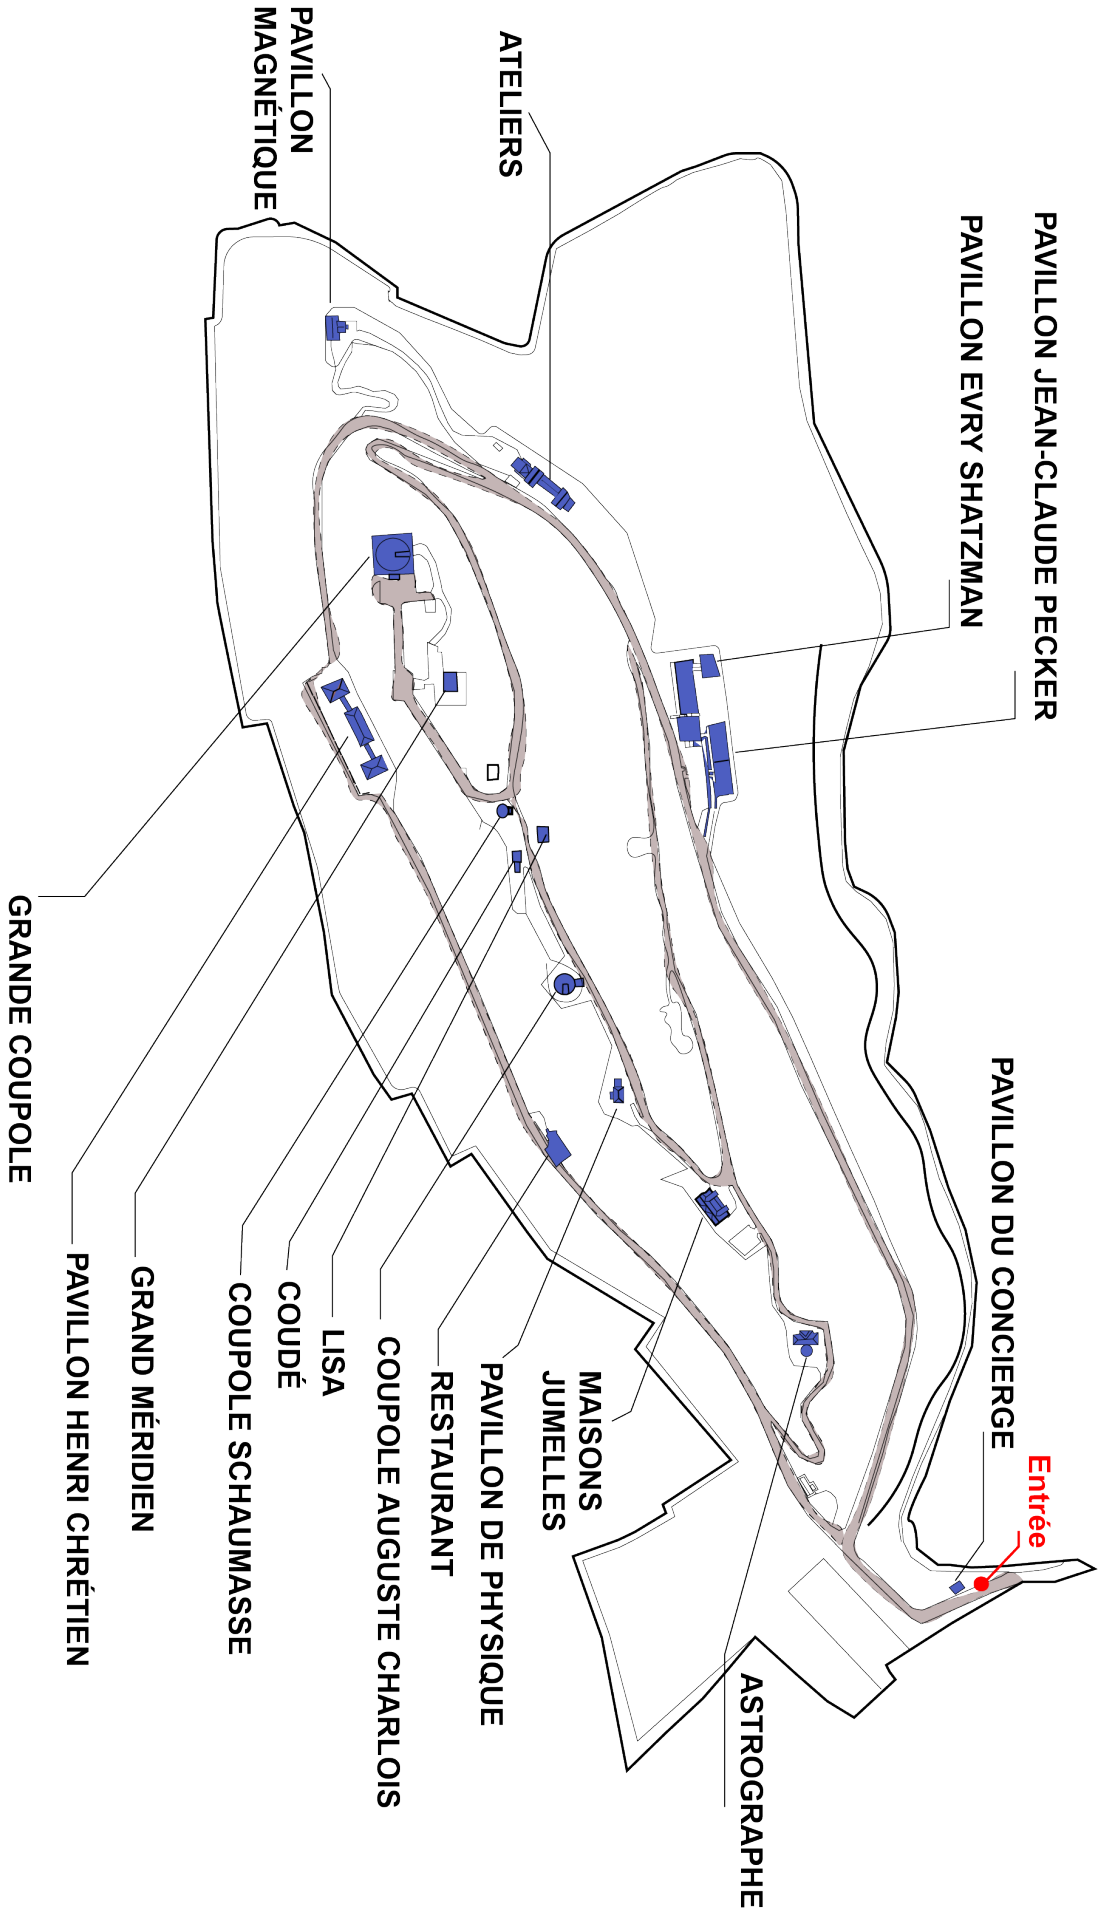 PAVILLON
MAGNÉTIQUE
ATELIERS
PAVILLON JEAN-CLAUDE PECKER
PAVILLON EVRY SHATZMAN
PAVILLON DU CONCIERGE
Entrée
GRANDE COUPOLE
PAVILLON HENRI CHRÉTIEN
GRAND MÉRIDIEN
COUPOLE SCHAUMASSE
COUDÉ
LISA
COUPOLE AUGUSTE CHARLOIS
RESTAURANT
PAVILLON DE PHYSIQUE
MAISONS
JUMELLES
ASTROGRAPHE